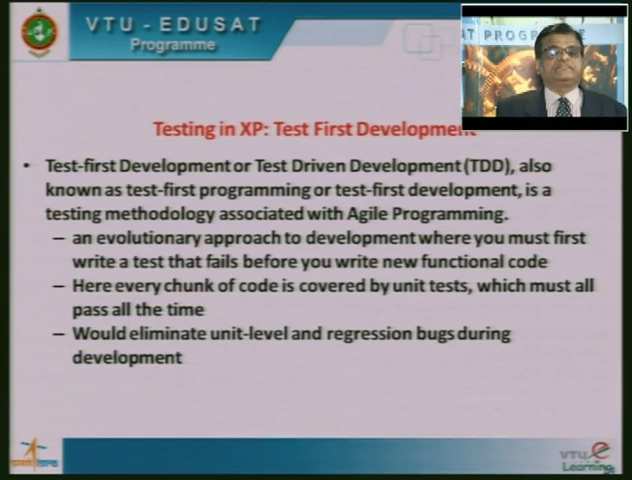 VTU - EDUSAT
Programme
AT PROGR E
Testing in XP: Test First Development
• Test-first Development or Test Driven Development (TDD), also
known as test-first programming or test-first development, is a
testing methodology associated with Agile Programming.
– an evolutionary approach to development where you must first
write a test that fails before you write new functional code
– Here every chunk of code is covered by unit tests, which must all
pass all the time
– Would eliminate unit-level and regression bugs during
development
VTU e
Learning